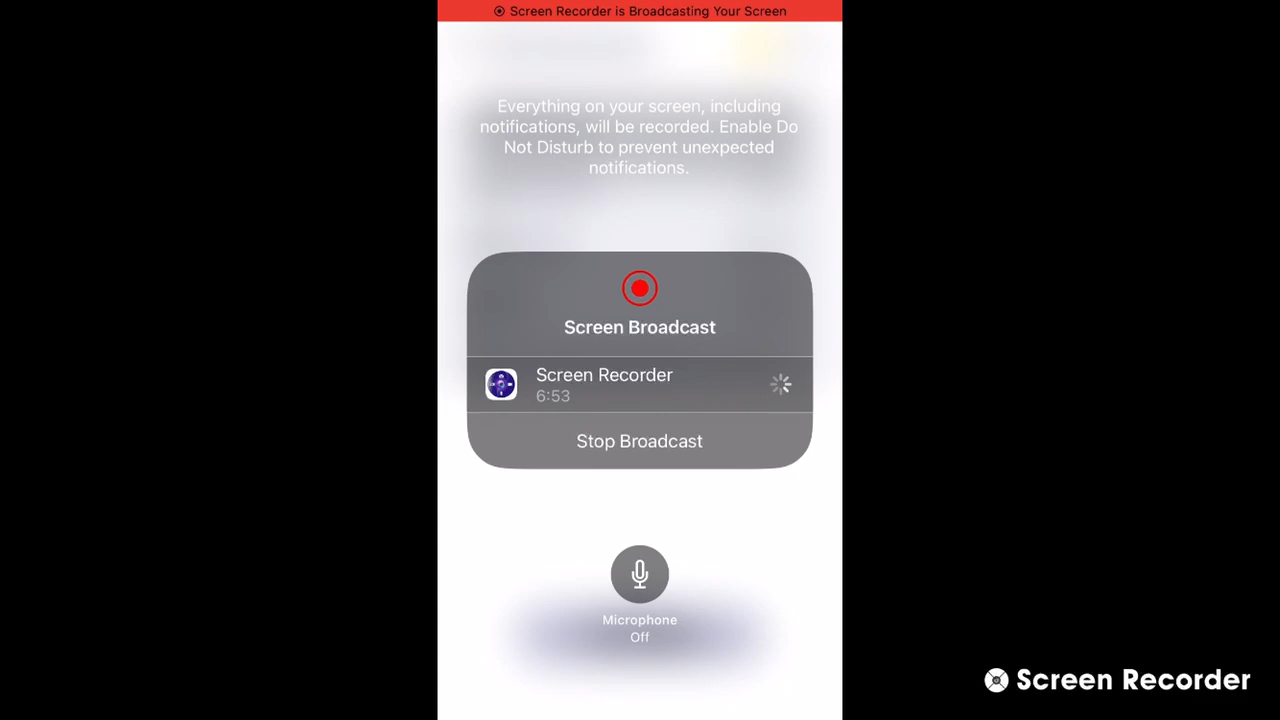 Screen Recorder is Broadcasting Your Screen
Everything on your screen, including
notifications, will be recorded. Enable Do
Not Disturb to prevent unexpected
notifications.
Screen Broadcast
Screen Recorder
6:53
Stop Broadcast
Microphone
Off
Screen Recorder